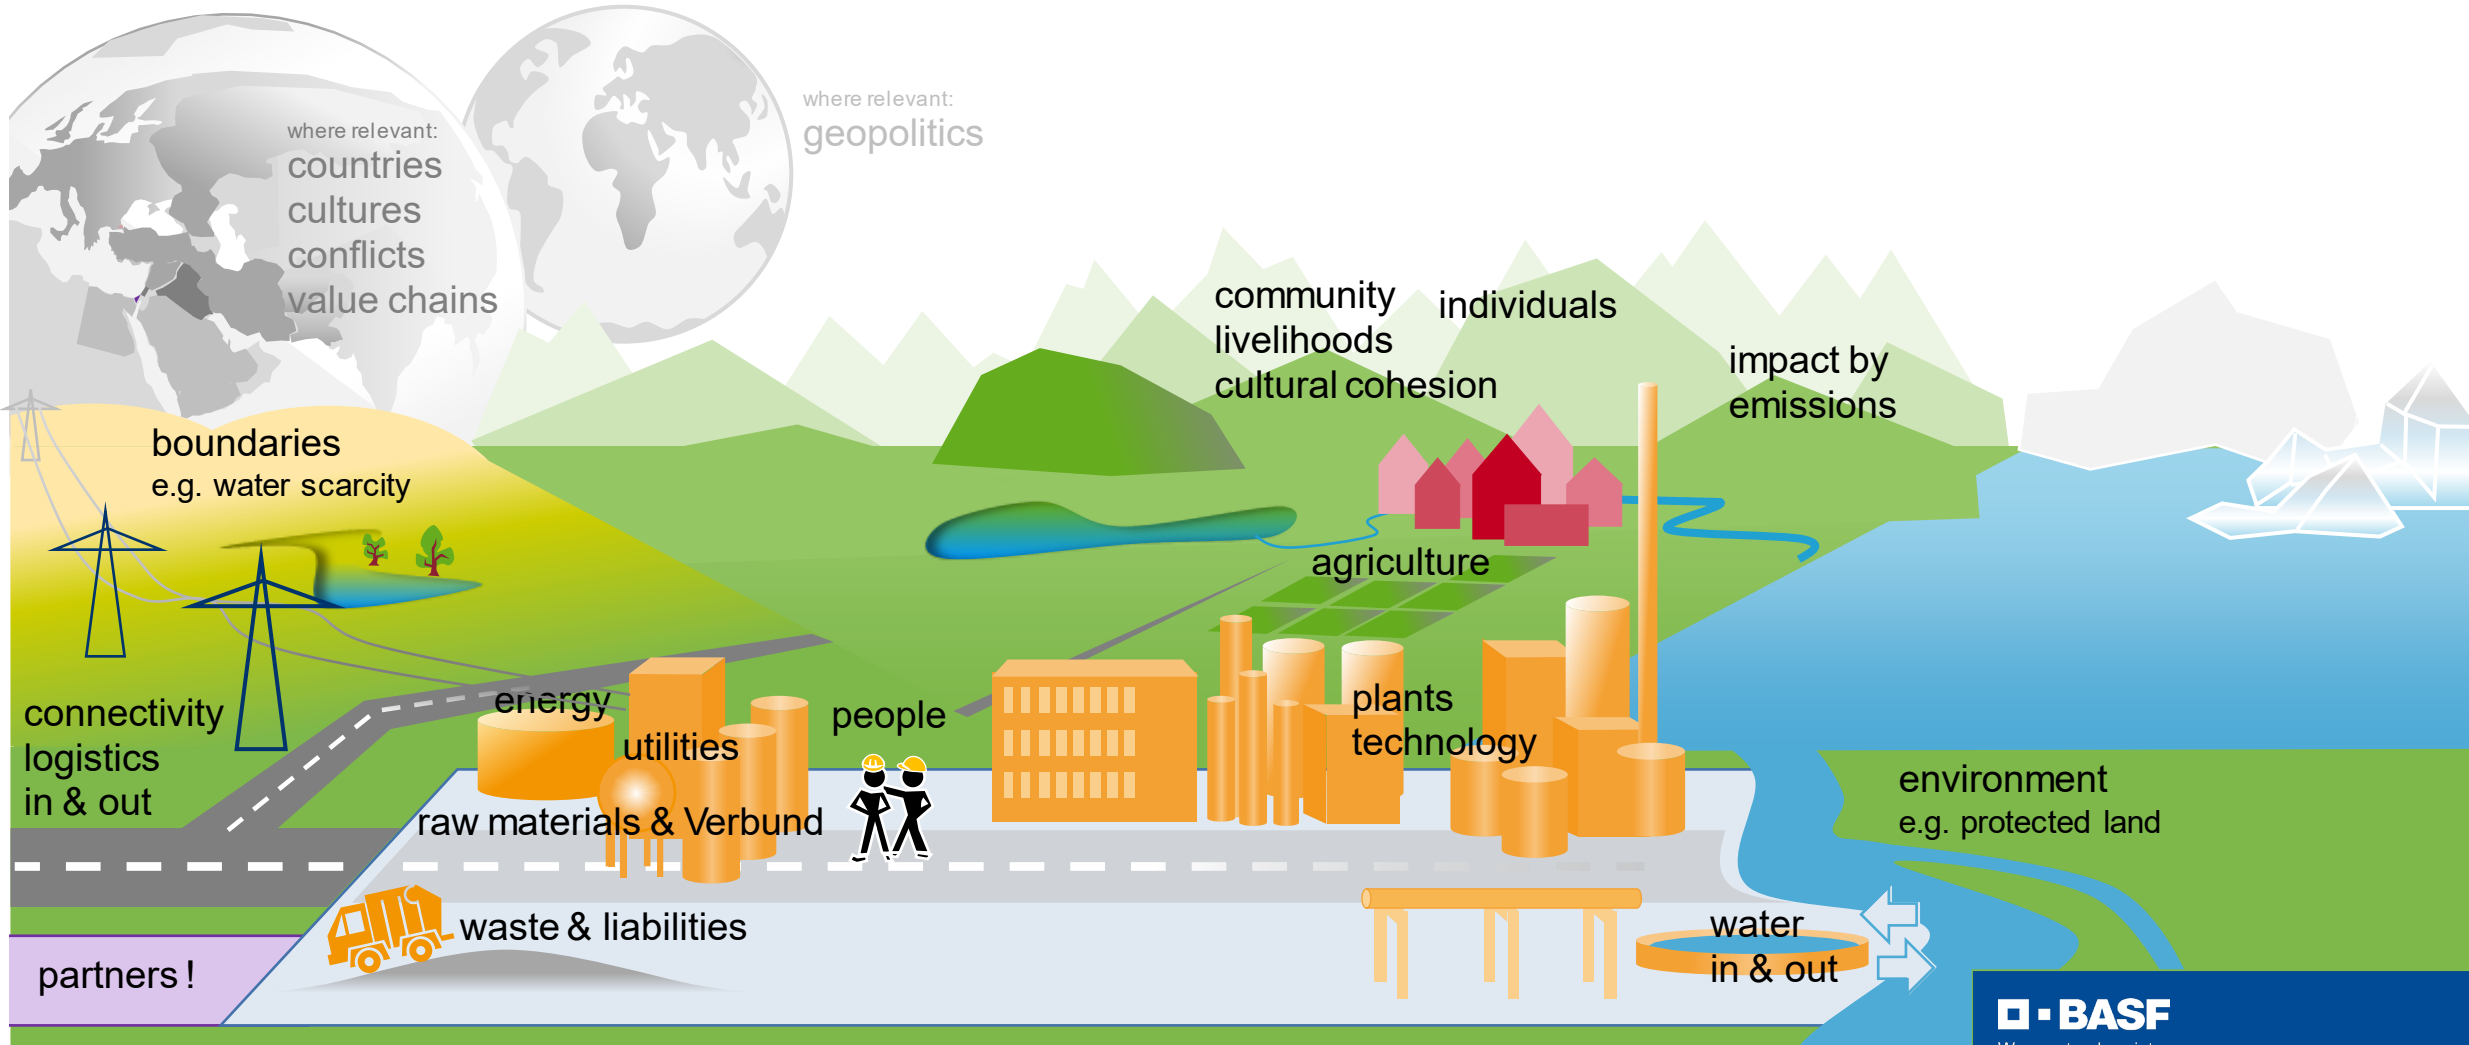 where relevant:
countries
cultures
conflicts
value chains
where relevant:
geopolitics
community
livelihoods
cultural cohesion
individuals
impact by
emissions
boundaries
e.g. water scarcity
agriculture
connectivity
logistics
in & out
energy
utilities
raw materials & Verbund
people
plants
technology
environment
e.g. protected land
waste & liabilities
partners !
water
in & out
BASF